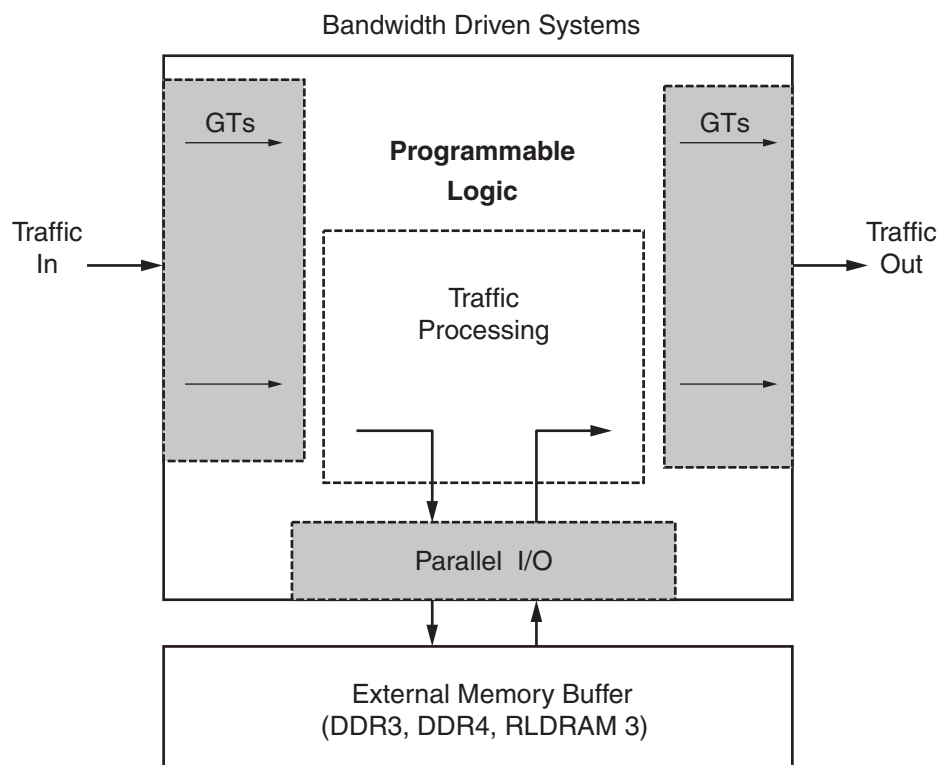 Bandwidth Driven Systems
GTs
GTs
Programmable
Logic
Traffic
In
Traffic
Out
Traffic
Processing
Parallel I/O
External Memory Buffer
(DDR3, DDR4, RLDRAM 3)